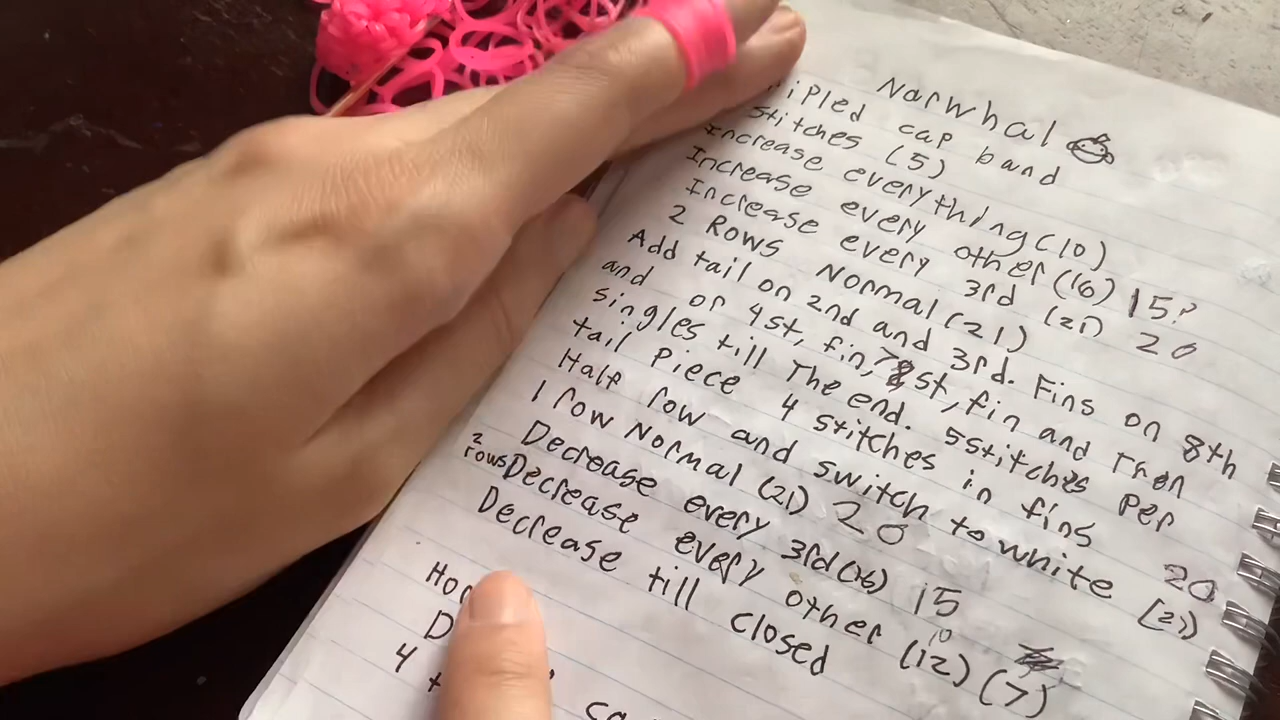 Narwhal
cap band
Stitches (5)
Increase everything (10)
Increase every other (16) 15?
Increase every 3rd (21) 20
2 Rows Normal (21)
Add tail on 2nd and 3rd. Fins on 8th
and or 4st, fin, 7st, fin and Then
singles till The end. 5 stitches per
tail Piece 4 stitches in fins
Half row and switch to white (21) 20
1 row Normal (21) 20
Decrease every 3rd (16) 15
2 rows Decrease every other (12) 10 (7)
Decrease till closed
4